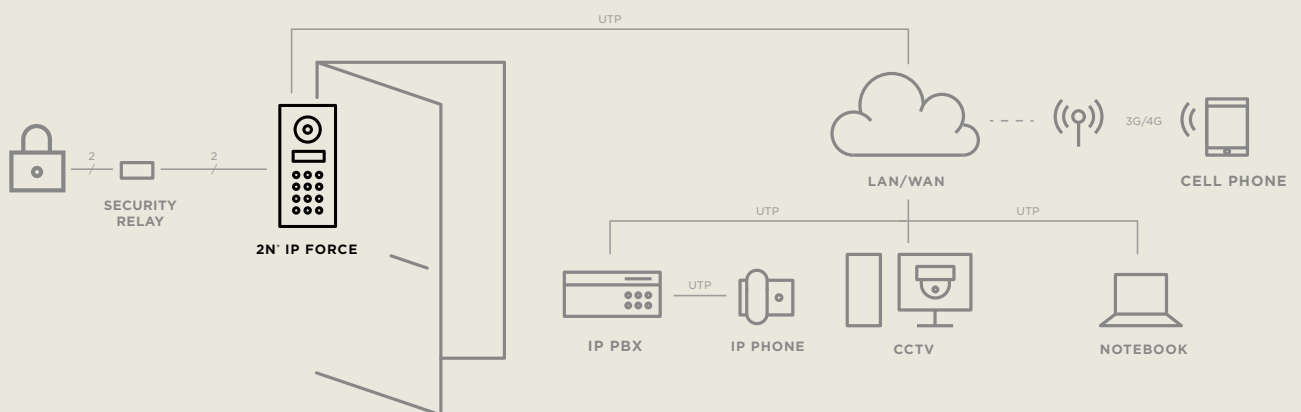 UTP
2
2
3G/4G
LAN/WAN
CELL PHONE
SECURITY
RELAY
UTP
UTP
2N® IP FORCE
UTP
IP PBX
IP PHONE
CCTV
NOTEBOOK